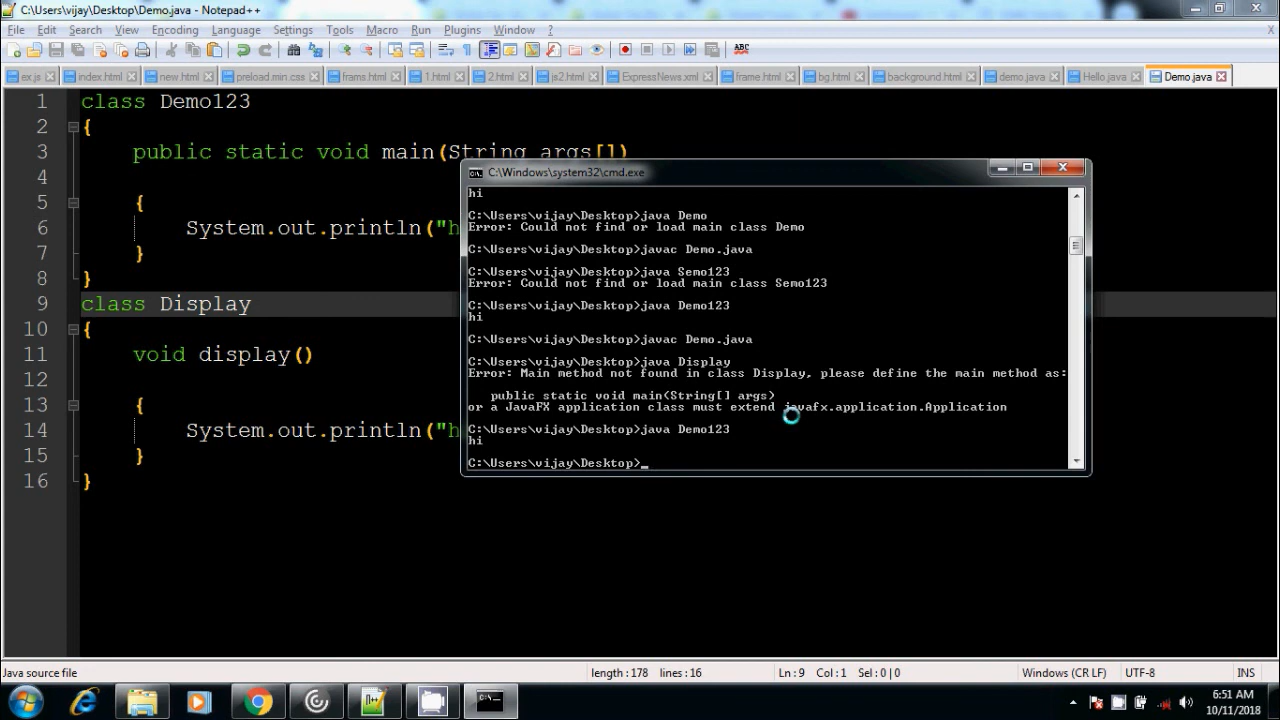 C:\Users\vijay\Desktop\Demo.java - Notepad++
File Edit Search View Encoding Language Settings Tools Macro Run Plugins Window ? X
ABC
ex.js index.html new.html preload.min.css frams.html 1.html 2.html js2.html ExpressNews.xml frame.html bg.html background.html demo.java Hello.java Demo.java
1 class Demo123
2 {
3 public static void main(String args[])
4
5 {
6 System.out.println("h
7 }
8 }
9 class Display
10 {
11 void display()
12
13 {
14 System.out.println("h
15 }
16 }
C:\Windows\system32\cmd.exe
hi
C:\Users\vijay\Desktop>java Demo
Error: Could not find or load main class Demo
C:\Users\vijay\Desktop>javac Demo.java
C:\Users\vijay\Desktop>java Semo123
Error: Could not find or load main class Semo123
C:\Users\vijay\Desktop>java Demo123
hi
C:\Users\vijay\Desktop>javac Demo.java
C:\Users\vijay\Desktop>java Display
Error: Main method not found in class Display, please define the main method as:
public static void main(String[] args)
or a JavaFX application class must extend javafx.application.Application
C:\Users\vijay\Desktop>java Demo123
hi
C:\Users\vijay\Desktop>_
Java source file length : 178 lines : 16 Ln : 9 Col : 1 Sel : 0 | 0 Windows (CR LF) UTF-8 INS
6:51 AM
10/11/2018